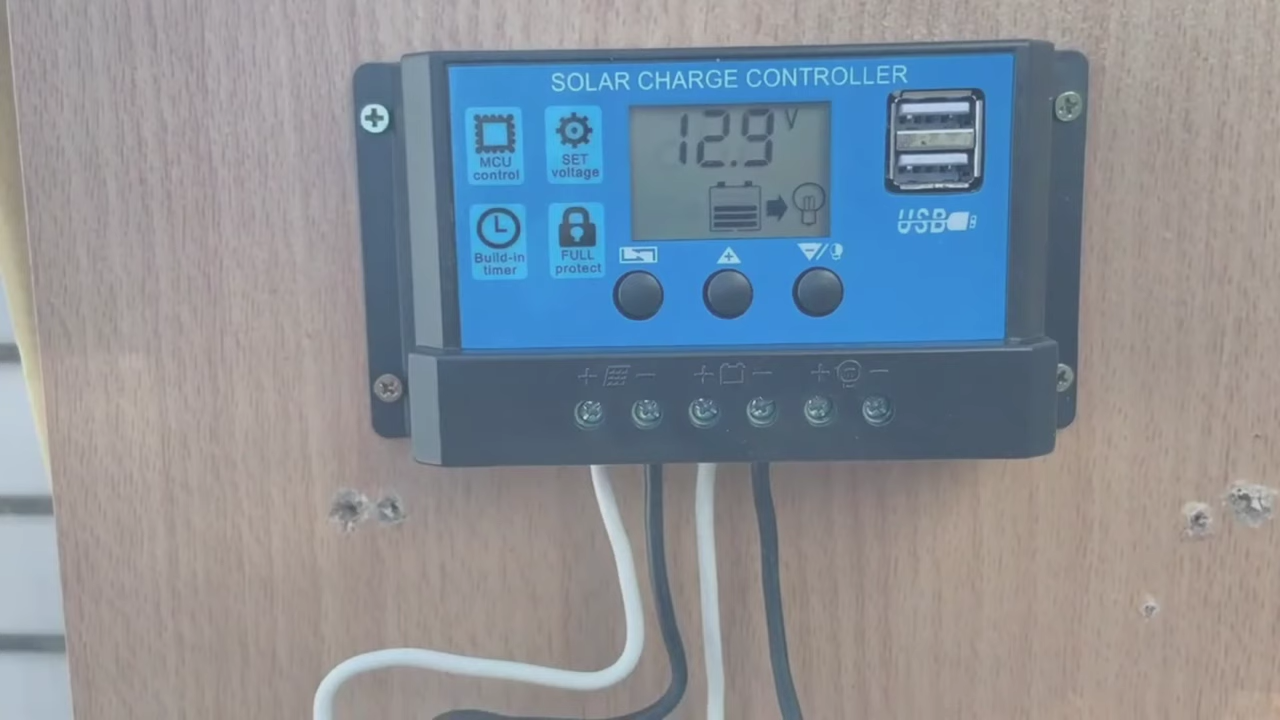 SOLAR CHARGE CONTROLLER
MCU
control
SET
voltage
12.9 V
Build-in
timer
FULL
protect
USB